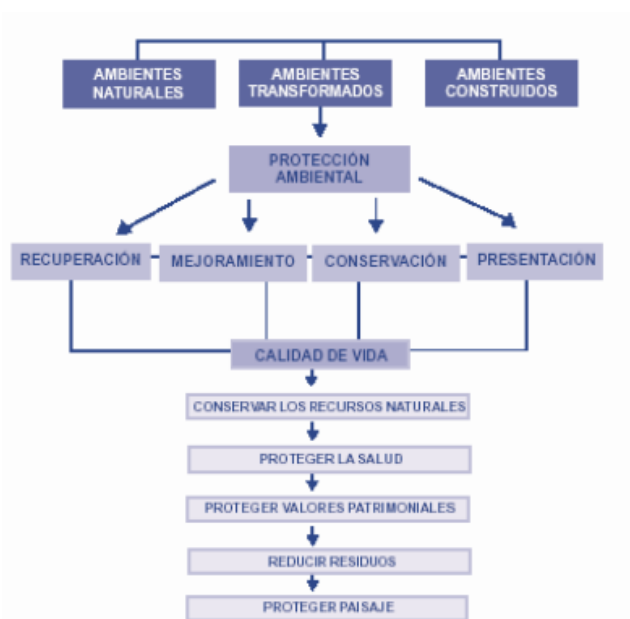 AMBIENTES
NATURALES
AMBIENTES
TRANSFORMADOS
AMBIENTES
CONSTRUIDOS
PROTECCIÓN
AMBIENTAL
RECUPERACIÓN
MEJORAMIENTO
CONSERVACIÓN
PRESENTACIÓN
CALIDAD DE VIDA
CONSERVAR LOS RECURSOS NATURALES
PROTEGER LA SALUD
PROTEGER VALORES PATRIMONIALES
REDUCIR RESIDUOS
PROTEGER PAISAJE